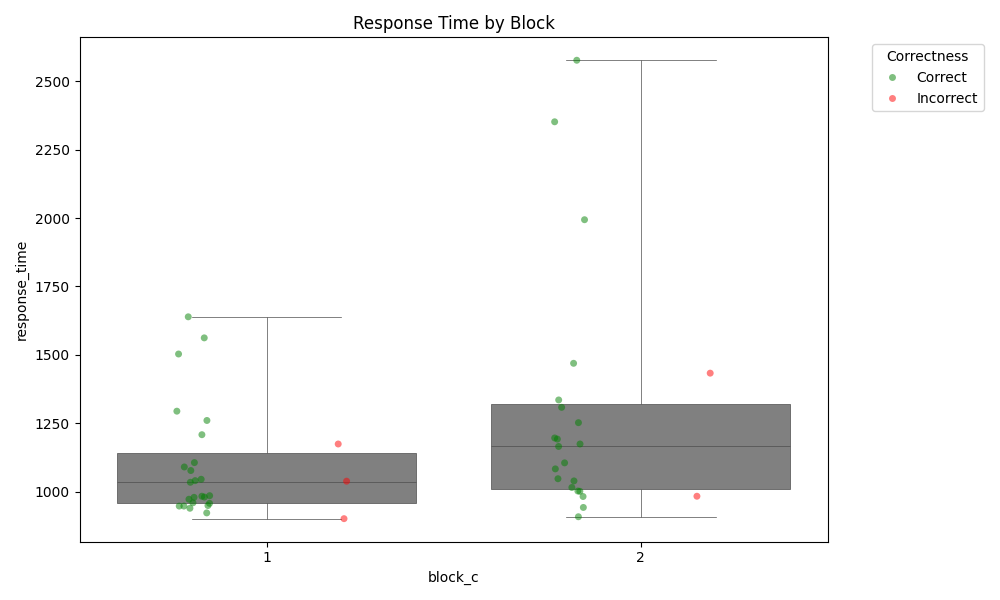 Response Time by Block
Correctness
Correct
Incorrect
response_time
2500
2250
2000
1750
1500
1250
1000
1
2
block_c